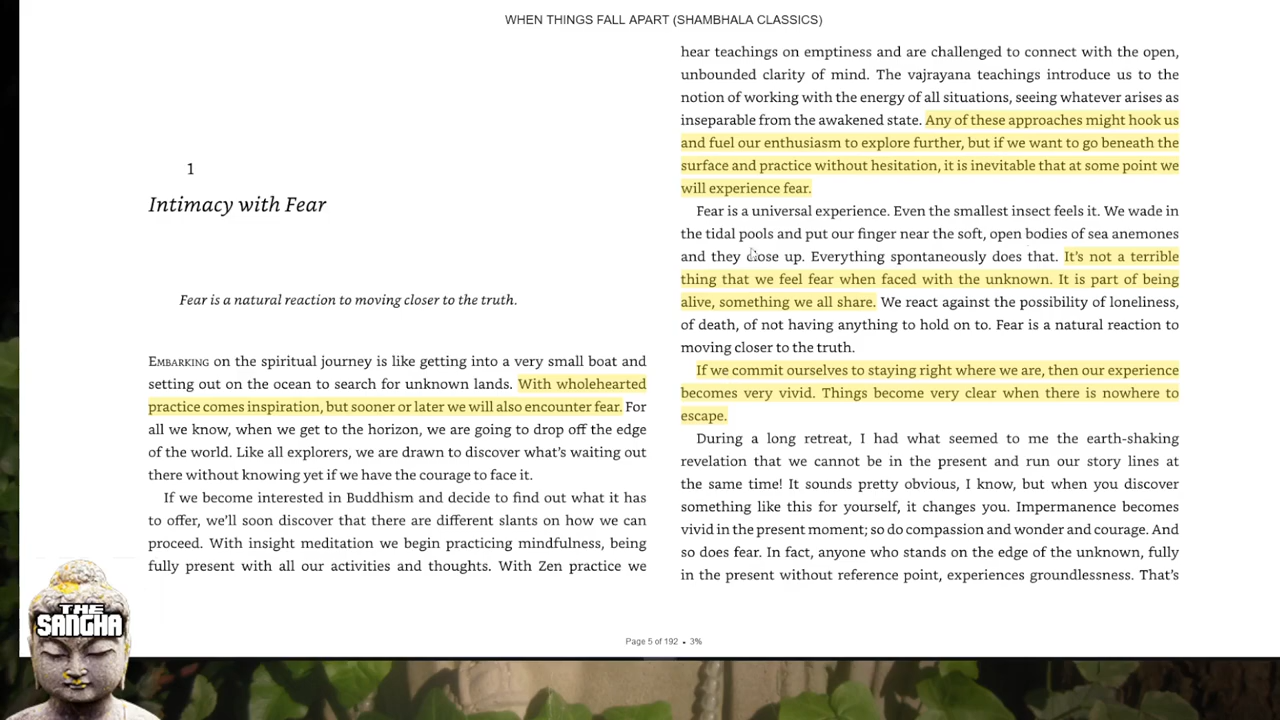 WHEN THINGS FALL APART (SHAMBHALA CLASSICS)
1
Intimacy with Fear
Fear is a natural reaction to moving closer to the truth.
EMBARKING on the spiritual journey is like getting into a very small boat and
setting out on the ocean to search for unknown lands. With wholehearted
practice comes inspiration, but sooner or later we will also encounter fear. For
all we know, when we get to the horizon, we are going to drop off the edge
of the world. Like all explorers, we are drawn to discover what’s waiting out
there without knowing yet if we have the courage to face it.
If we become interested in Buddhism and decide to find out what it has
to offer, we’ll soon discover that there are different slants on how we can
proceed. With insight meditation we begin practicing mindfulness, being
fully present with all our activities and thoughts. With Zen practice we
hear teachings on emptiness and are challenged to connect with the open,
unbounded clarity of mind. The vajrayana teachings introduce us to the
notion of working with the energy of all situations, seeing whatever arises as
inseparable from the awakened state. Any of these approaches might hook us
and fuel our enthusiasm to explore further, but if we want to go beneath the
surface and practice without hesitation, it is inevitable that at some point we
will experience fear.
Fear is a universal experience. Even the smallest insect feels it. We wade in
the tidal pools and put our finger near the soft, open bodies of sea anemones
and they close up. Everything spontaneously does that. It’s not a terrible
thing that we feel fear when faced with the unknown. It is part of being
alive, something we all share. We react against the possibility of loneliness,
of death, of not having anything to hold on to. Fear is a natural reaction to
moving closer to the truth.
If we commit ourselves to staying right where we are, then our experience
becomes very vivid. Things become very clear when there is nowhere to
escape.
During a long retreat, I had what seemed to me the earth-shaking
revelation that we cannot be in the present and run our story lines at
the same time! It sounds pretty obvious, I know, but when you discover
something like this for yourself, it changes you. Impermanence becomes
vivid in the present moment; so do compassion and wonder and courage. And
so does fear. In fact, anyone who stands on the edge of the unknown, fully
in the present without reference point, experiences groundlessness. That’s
Page 5 of 192 • 3%
THE
SANGHA